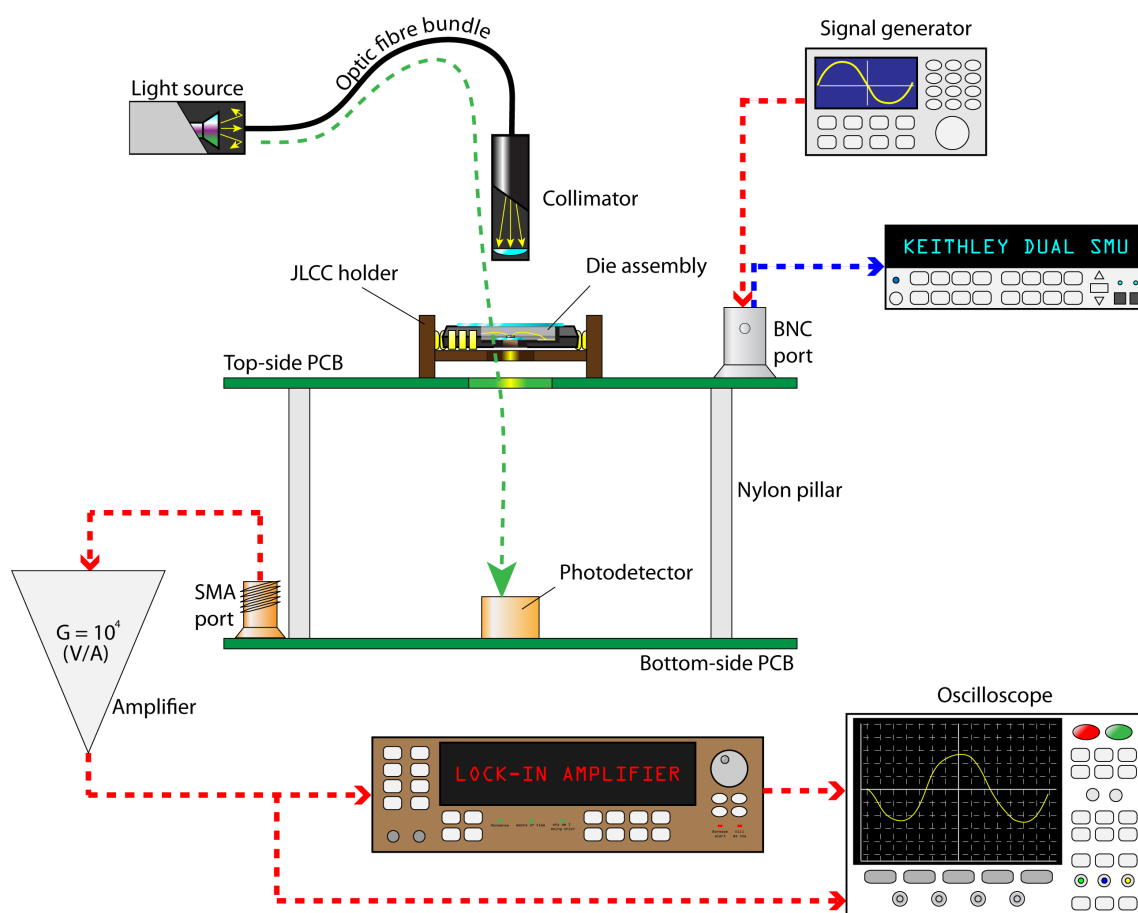 Signal generator
Optic fibre bundle
Light source
Collimator
KEITHLEY DUAL SMU
JLCC holder
Die assembly
BNC
port
Top-side PCB
Nylon pillar
Photodetector
SMA
port
G = 10⁴
(V/A)
Bottom-side PCB
Oscilloscope
Amplifier
LOCK-IN AMPLIFIER